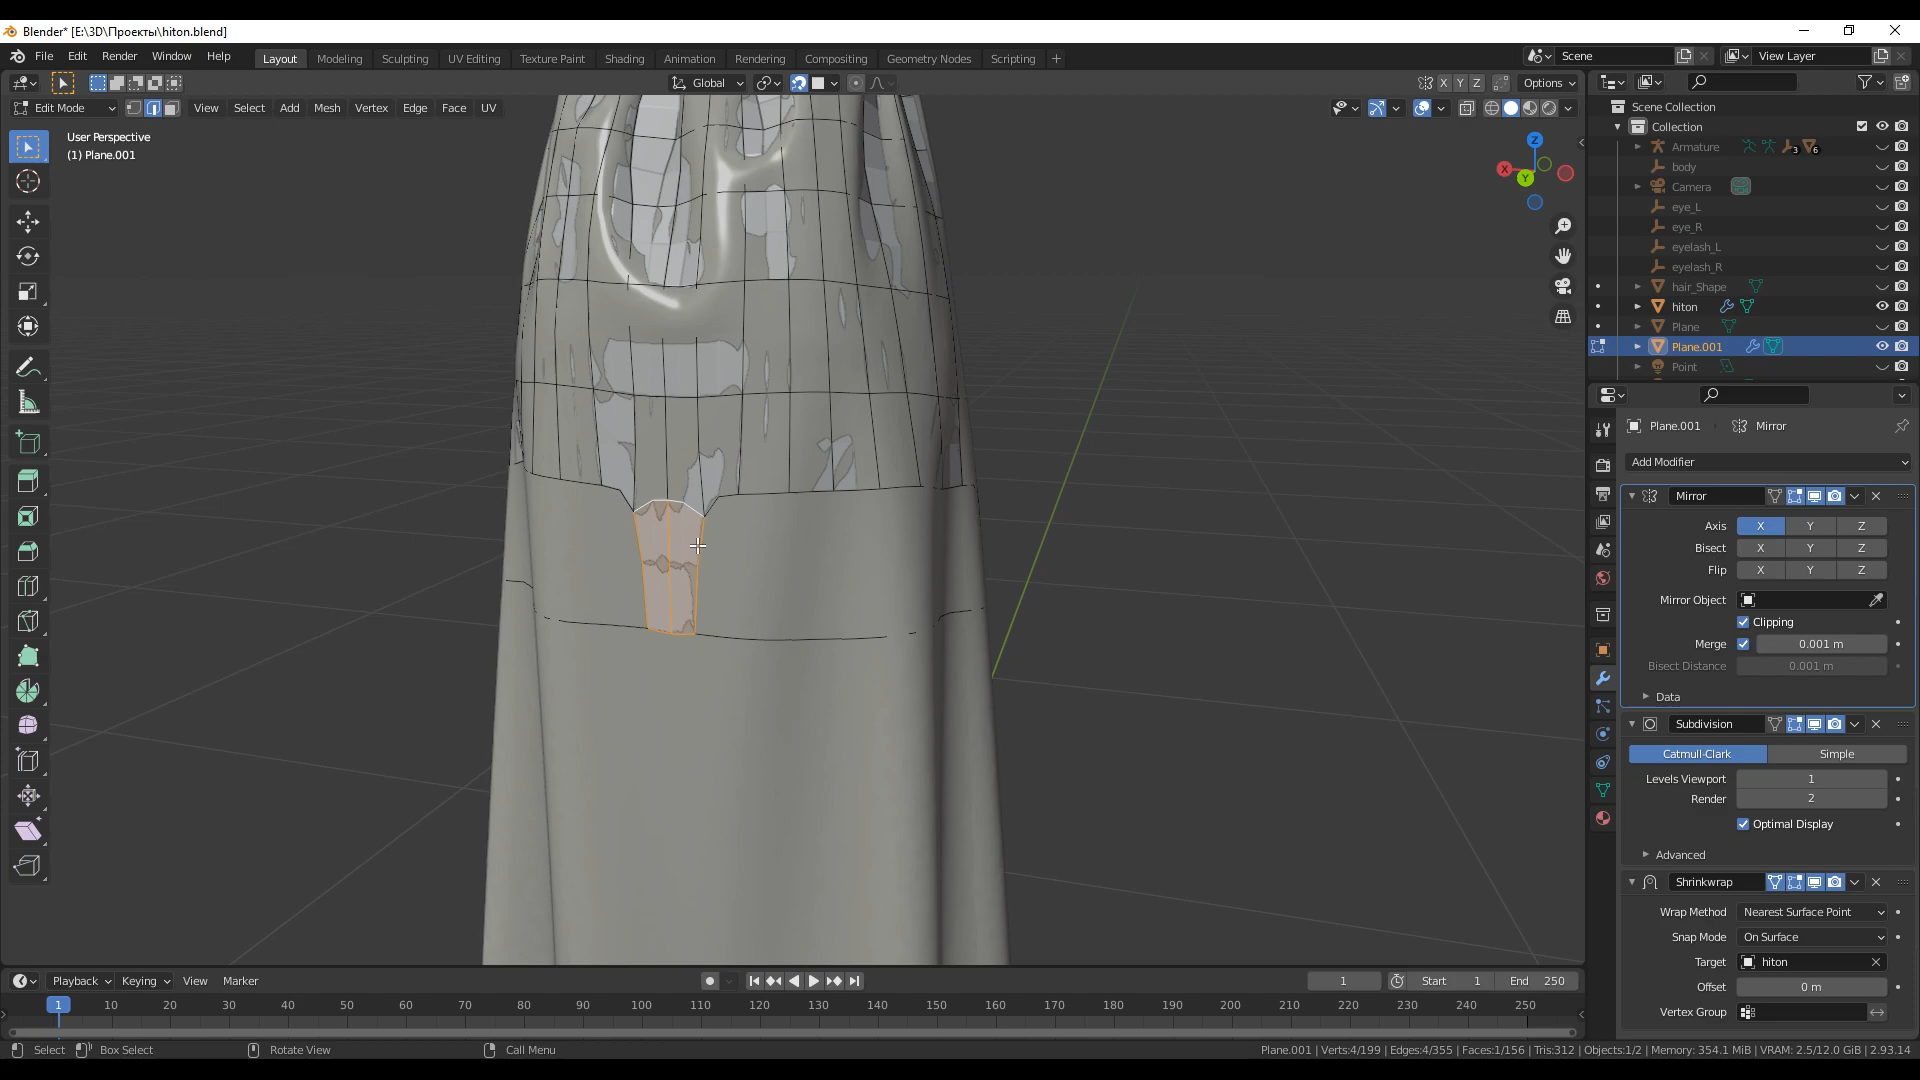 Blender* [E:\3D\Проекты\hiton.blend]
File Edit Render Window Help
Layout Modeling Sculpting UV Editing Texture Paint Shading Animation Rendering Compositing Geometry Nodes Scripting +
Scene
View Layer
Global
X Y Z
Options
Edit Mode
View Select Add Mesh Vertex Edge Face UV
User Perspective
(1) Plane.001
Z
X
Y
Scene Collection
Collection
Armature
3
6
body
Camera
eye_L
eye_R
eyelash_L
eyelash_R
hair_Shape
hiton
Plane
Plane.001
Point
Plane.001 › Mirror
Add Modifier
Mirror
Axis X Y Z
Bisect X Y Z
Flip X Y Z
Mirror Object
Clipping
Merge 0.001 m
Bisect Distance 0.001 m
Data
Subdivision
Catmull-Clark Simple
Levels Viewport 1
Render 2
Optimal Display
Advanced
Shrinkwrap
Wrap Method Nearest Surface Point
Snap Mode On Surface
Target hiton
Offset 0 m
Vertex Group
Playback Keying View Marker
1
Start 1
End 250
1 10 20 30 40 50 60 70 80 90 100 110 120 130 140 150 160 170 180 190 200 210 220 230 240 250
Select Box Select Rotate View Call Menu
Plane.001 | Verts:4/199 | Edges:4/355 | Faces:1/156 | Tris:312 | Objects:1/2 | Memory: 354.1 MiB | VRAM: 2.5/12.0 GiB | 2.93.14